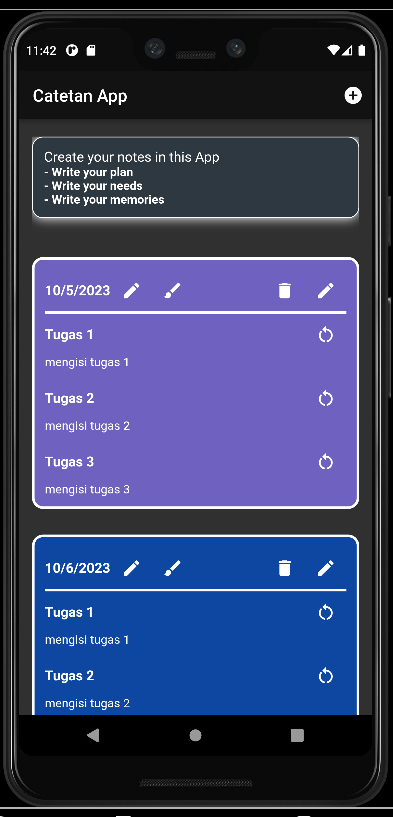 11:42
Catetan App
Create your notes in this App
- Write your plan
- Write your needs
- Write your memories
10/5/2023
Tugas 1
mengisi tugas 1
Tugas 2
mengisi tugas 2
Tugas 3
mengisi tugas 3
10/6/2023
Tugas 1
mengisi tugas 1
Tugas 2
mengisi tugas 2